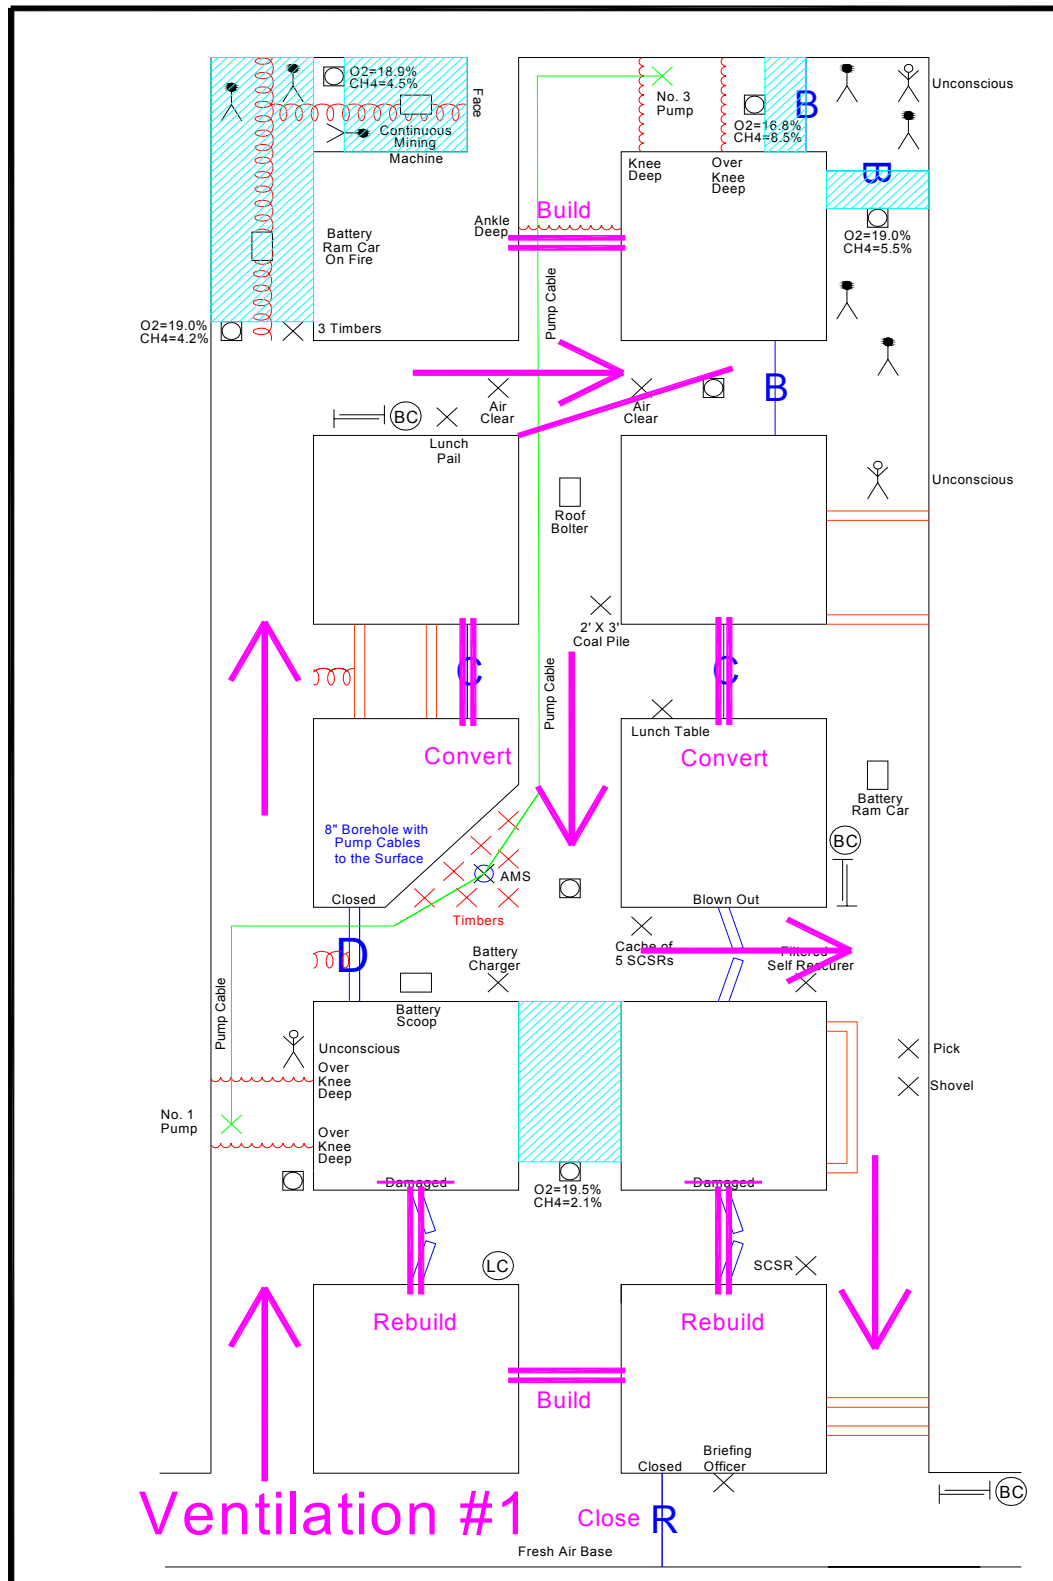 O2=18.9%
CH4=4.5%
Face
Continuous
Mining
Machine
No. 3
Pump
B
O2=16.8%
CH4=8.5%
Unconscious
Knee
Deep
Over
Knee
Deep
B
Build
Ankle
Deep
O2=19.0%
CH4=5.5%
Battery
Ram Car
On Fire
Pump Cable
O2=19.0%
CH4=4.2%
3 Timbers
B
Air
Clear
Air
Clear
BC
Lunch
Pail
Unconscious
Roof
Bolter
2' X 3'
Coal Pile
C
C
Pump Cable
Lunch Table
Convert
Convert
Battery
Ram Car
8" Borehole with
Pump Cables
to the Surface
BC
AMS
Closed
Timbers
Blown Out
D
Battery
Charger
Cache of
5 SCSRs
Filtered
Self Rescurer
Pump Cable
Battery
Scoop
Unconscious
Over
Knee
Deep
Pick
Shovel
No. 1
Pump
Over
Knee
Deep
Damaged
O2=19.5%
CH4=2.1%
Damaged
LC
SCSR
Rebuild
Rebuild
Build
Closed
Briefing
Officer
BC
Ventilation #1
Close
R
Fresh Air Base